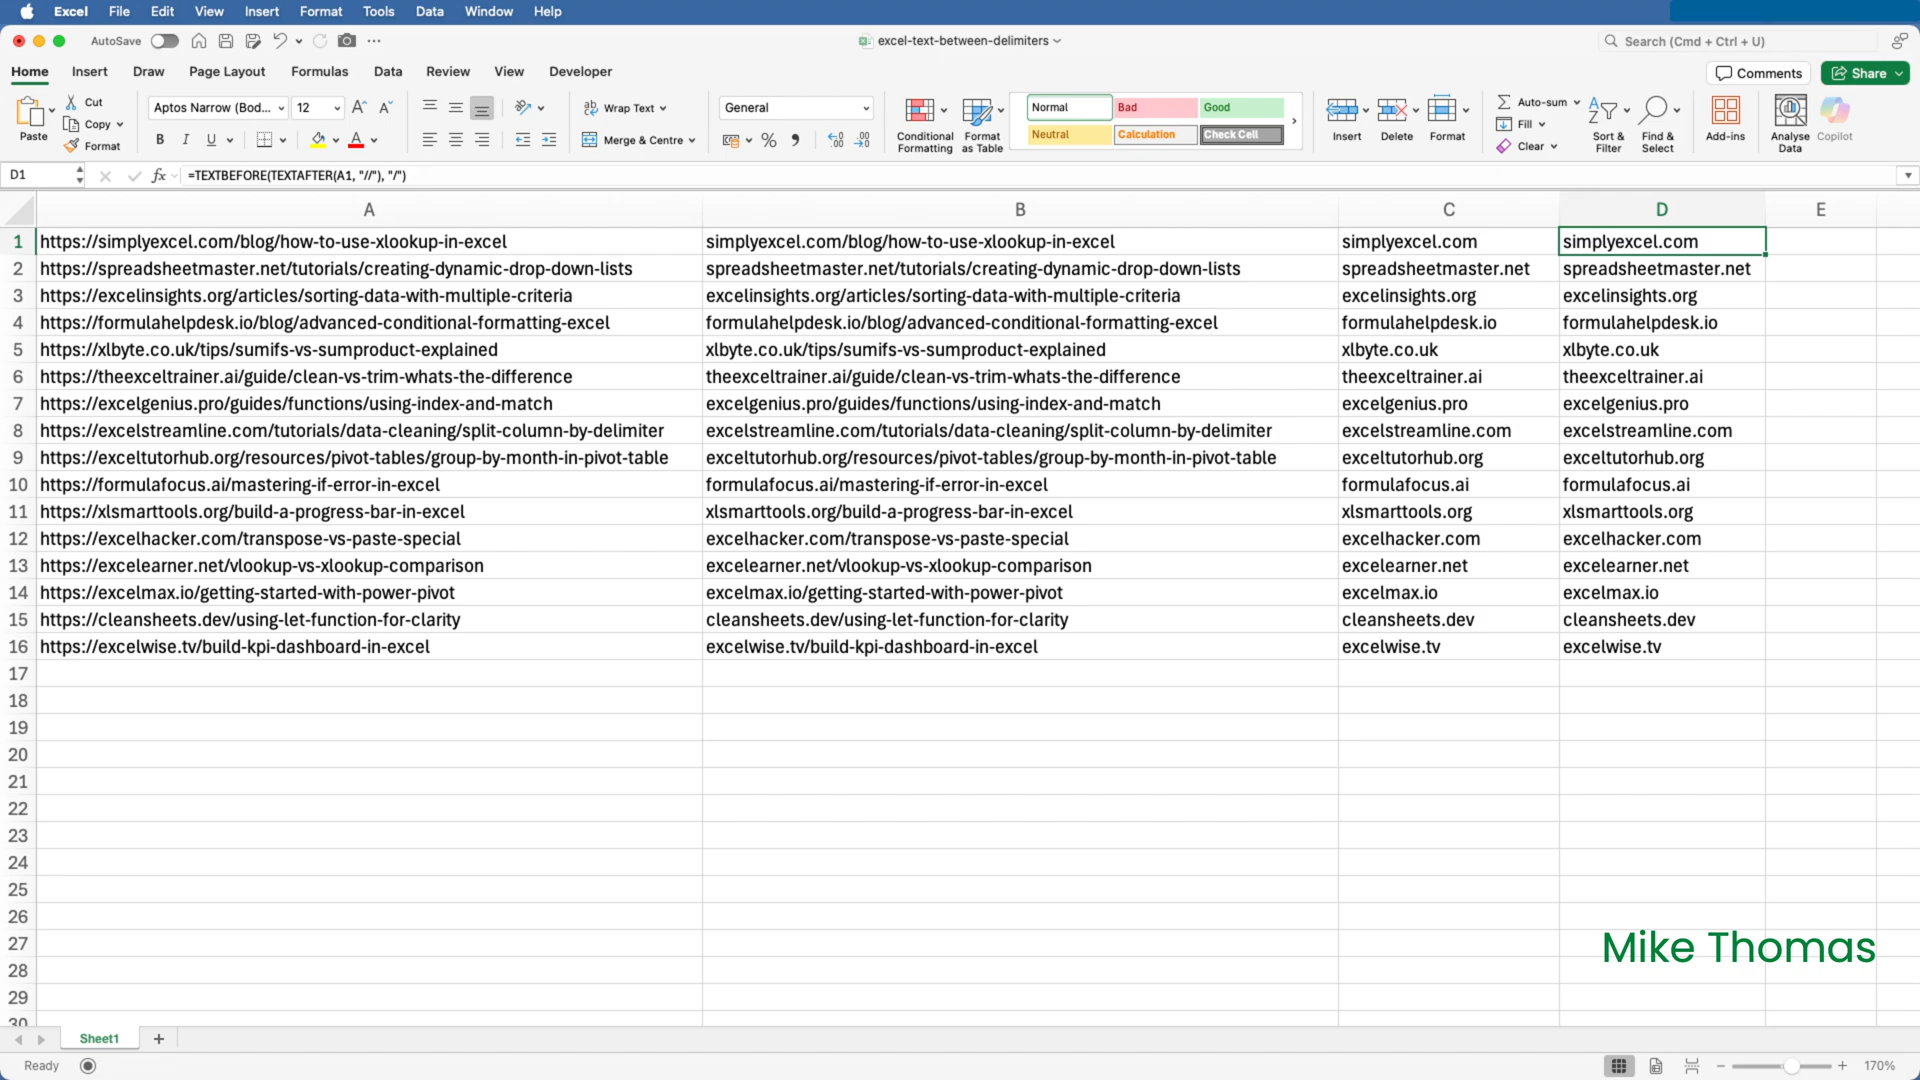 Excel File Edit View Insert Format Tools Data Window Help
AutoSave excel-text-between-delimiters Search (Cmd + Ctrl + U)
Home Insert Draw Page Layout Formulas Data Review View Developer Comments Share
Paste
Cut
Copy
Format
Aptos Narrow (Bod... 12
B I U
Wrap Text
Merge & Centre
General
Conditional Formatting
Format as Table
Normal Bad Good
Neutral Calculation Check Cell
Insert Delete Format
Auto-sum
Fill
Clear
Sort & Filter
Find & Select
Add-ins
Analyse Data
Copilot
D1 fx =TEXTBEFORE(TEXTAFTER(A1, "//"), "/")
A B C D E
1 https://simplyexcel.com/blog/how-to-use-xlookup-in-excel simplyexcel.com/blog/how-to-use-xlookup-in-excel simplyexcel.com simplyexcel.com
2 https://spreadsheetmaster.net/tutorials/creating-dynamic-drop-down-lists spreadsheetmaster.net/tutorials/creating-dynamic-drop-down-lists spreadsheetmaster.net spreadsheetmaster.net
3 https://excelinsights.org/articles/sorting-data-with-multiple-criteria excelinsights.org/articles/sorting-data-with-multiple-criteria excelinsights.org excelinsights.org
4 https://formulahelpdesk.io/blog/advanced-conditional-formatting-excel formulahelpdesk.io/blog/advanced-conditional-formatting-excel formulahelpdesk.io formulahelpdesk.io
5 https://xlbyte.co.uk/tips/sumifs-vs-sumproduct-explained xlbyte.co.uk/tips/sumifs-vs-sumproduct-explained xlbyte.co.uk xlbyte.co.uk
6 https://theexceltrainer.ai/guide/clean-vs-trim-whats-the-difference theexceltrainer.ai/guide/clean-vs-trim-whats-the-difference theexceltrainer.ai theexceltrainer.ai
7 https://excelgenius.pro/guides/functions/using-index-and-match excelgenius.pro/guides/functions/using-index-and-match excelgenius.pro excelgenius.pro
8 https://excelstreamline.com/tutorials/data-cleaning/split-column-by-delimiter excelstreamline.com/tutorials/data-cleaning/split-column-by-delimiter excelstreamline.com excelstreamline.com
9 https://exceltutorhub.org/resources/pivot-tables/group-by-month-in-pivot-table exceltutorhub.org/resources/pivot-tables/group-by-month-in-pivot-table exceltutorhub.org exceltutorhub.org
10 https://formulafocus.ai/mastering-if-error-in-excel formulafocus.ai/mastering-if-error-in-excel formulafocus.ai formulafocus.ai
11 https://xlsmarttools.org/build-a-progress-bar-in-excel xlsmarttools.org/build-a-progress-bar-in-excel xlsmarttools.org xlsmarttools.org
12 https://excelhacker.com/transpose-vs-paste-special excelhacker.com/transpose-vs-paste-special excelhacker.com excelhacker.com
13 https://excelearner.net/vlookup-vs-xlookup-comparison excelearner.net/vlookup-vs-xlookup-comparison excelearner.net excelearner.net
14 https://excelmax.io/getting-started-with-power-pivot excelmax.io/getting-started-with-power-pivot excelmax.io excelmax.io
15 https://cleansheets.dev/using-let-function-for-clarity cleansheets.dev/using-let-function-for-clarity cleansheets.dev cleansheets.dev
16 https://excelwise.tv/build-kpi-dashboard-in-excel excelwise.tv/build-kpi-dashboard-in-excel excelwise.tv excelwise.tv
17
18
19
20
21
22
23
24
25
26
27 Mike Thomas
28
29
30
Sheet1 +
Ready 170%